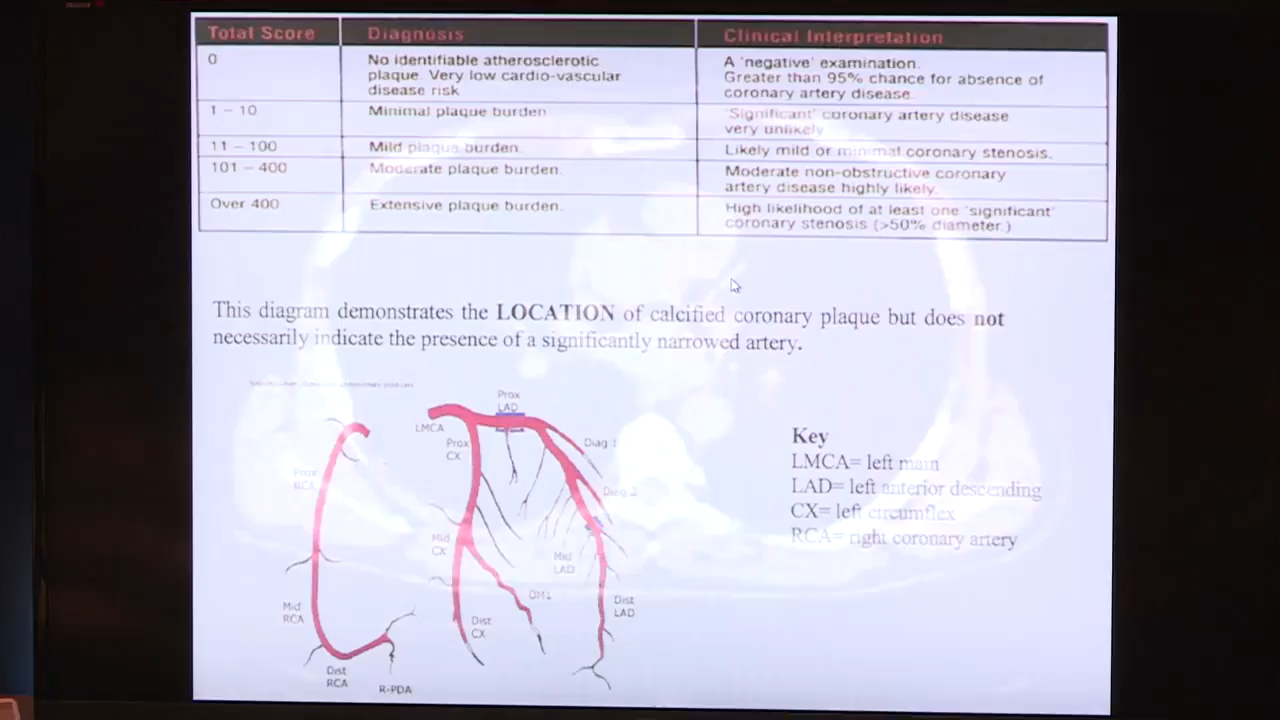 Total Score Diagnosis Clinical Interpretation
0
No identifiable atherosclerotic
plaque. Very low cardio-vascular
disease risk
A 'negative' examination.
Greater than 95% chance for absence of
coronary artery disease.
1 – 10
Minimal plaque burden
'Significant' coronary artery disease
very unlikely
11 – 100
Mild plaque burden.
Likely mild or minimal coronary stenosis.
101 – 400
Moderate plaque burden.
Moderate non-obstructive coronary
artery disease highly likely.
Over 400
Extensive plaque burden.
High likelihood of at least one 'significant'
coronary stenosis (>50% diameter.)
This diagram demonstrates the LOCATION of calcified coronary plaque but does not
necessarily indicate the presence of a significantly narrowed artery.
Prox
LAD
LMCA
Prox
CX
Diag 1
Prox
RCA
Diag 2
Mid
CX
Mid
LAD
OM1
Dist
LAD
Mid
RCA
Dist
CX
Dist
RCA
R-PDA
Key
LMCA= left main
LAD= left anterior descending
CX= left circumflex
RCA= right coronary artery